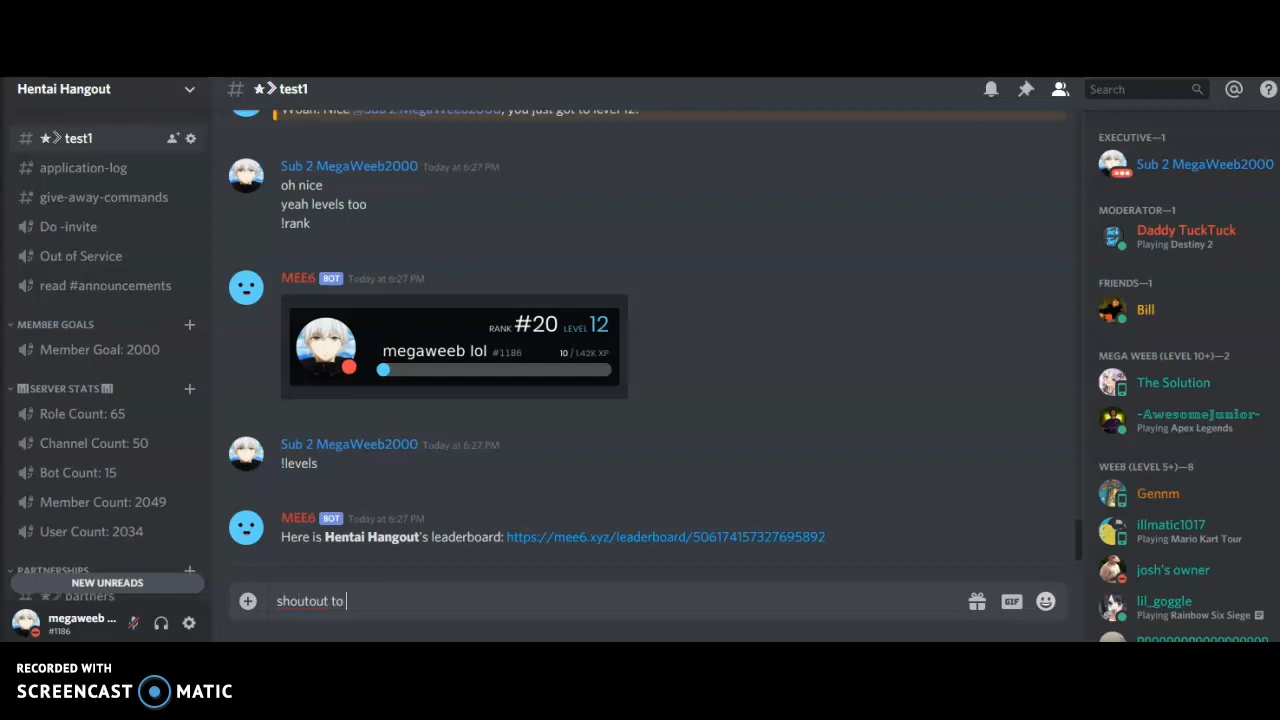 Hentai Hangout
test1
Search
Woah! Nice @Sub 2 MegaWeeb2000, you just got to level 12!
test1
application-log
give-away-commands
Do -invite
Out of Service
read #announcements
MEMBER GOALS
Member Goal: 2000
SERVER STATS
Role Count: 65
Channel Count: 50
Bot Count: 15
Member Count: 2049
User Count: 2034
PARTNERSHIPS
NEW UNREADS
partners
megaweeb ...
#1186
Sub 2 MegaWeeb2000 Today at 6:27 PM
oh nice
yeah levels too
!rank
MEE6 BOT Today at 6:27 PM
RANK #20 LEVEL 12
megaweeb lol #1186 10 / 1.42K XP
Sub 2 MegaWeeb2000 Today at 6:27 PM
!levels
MEE6 BOT Today at 6:27 PM
Here is Hentai Hangout's leaderboard: https://mee6.xyz/leaderboard/506174157327695892
shoutout to
GIF
EXECUTIVE—1
Sub 2 MegaWeeb2000
MODERATOR—1
Daddy TuckTuck
Playing Destiny 2
FRIENDS—1
Bill
MEGA WEEB (LEVEL 10+)—2
The Solution
-AwesomeJunior-
Playing Apex Legends
WEEB (LEVEL 5+)—8
Gennm
illmatic1017
Playing Mario Kart Tour
josh's owner
lil_goggle
Playing Rainbow Six Siege
RECORDED WITH
SCREENCAST MATIC